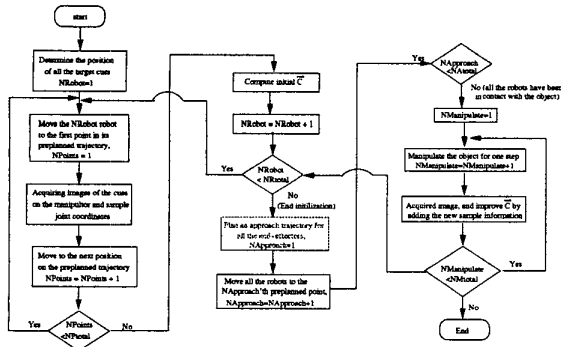 start
Determine the position
of all the target cues
NRobot=1
Move the NRobot robot
to the first point in its
preplanned trajectory,
NPoints = 1
Acquiring images of the cues
on the manipultor and sample
joint coordinates
Move to the next position
on the preplanned trajectory
NPoints = NPoints + 1
NPoints
<NPtotal
Yes
No
Compute initial C
NRobot = NRobot + 1
NRobot
< NRtotal
Yes
No
(End initilization)
Plan an approach trajectory for
all the end-effectors,
NApproach=1
Move all the robots to the
NApproach'th preplanned point,
NApproach=NApproach+1
Yes
NApproach
<NAtotal
No (all the robots have been
in contact with the object)
NManipulate=1
Manipulate the object for one step
NManipulate=NManipulate+1
Acquired image, and improve C by
adding the new sample information
NManipulate
<NMtotal
Yes
No
End